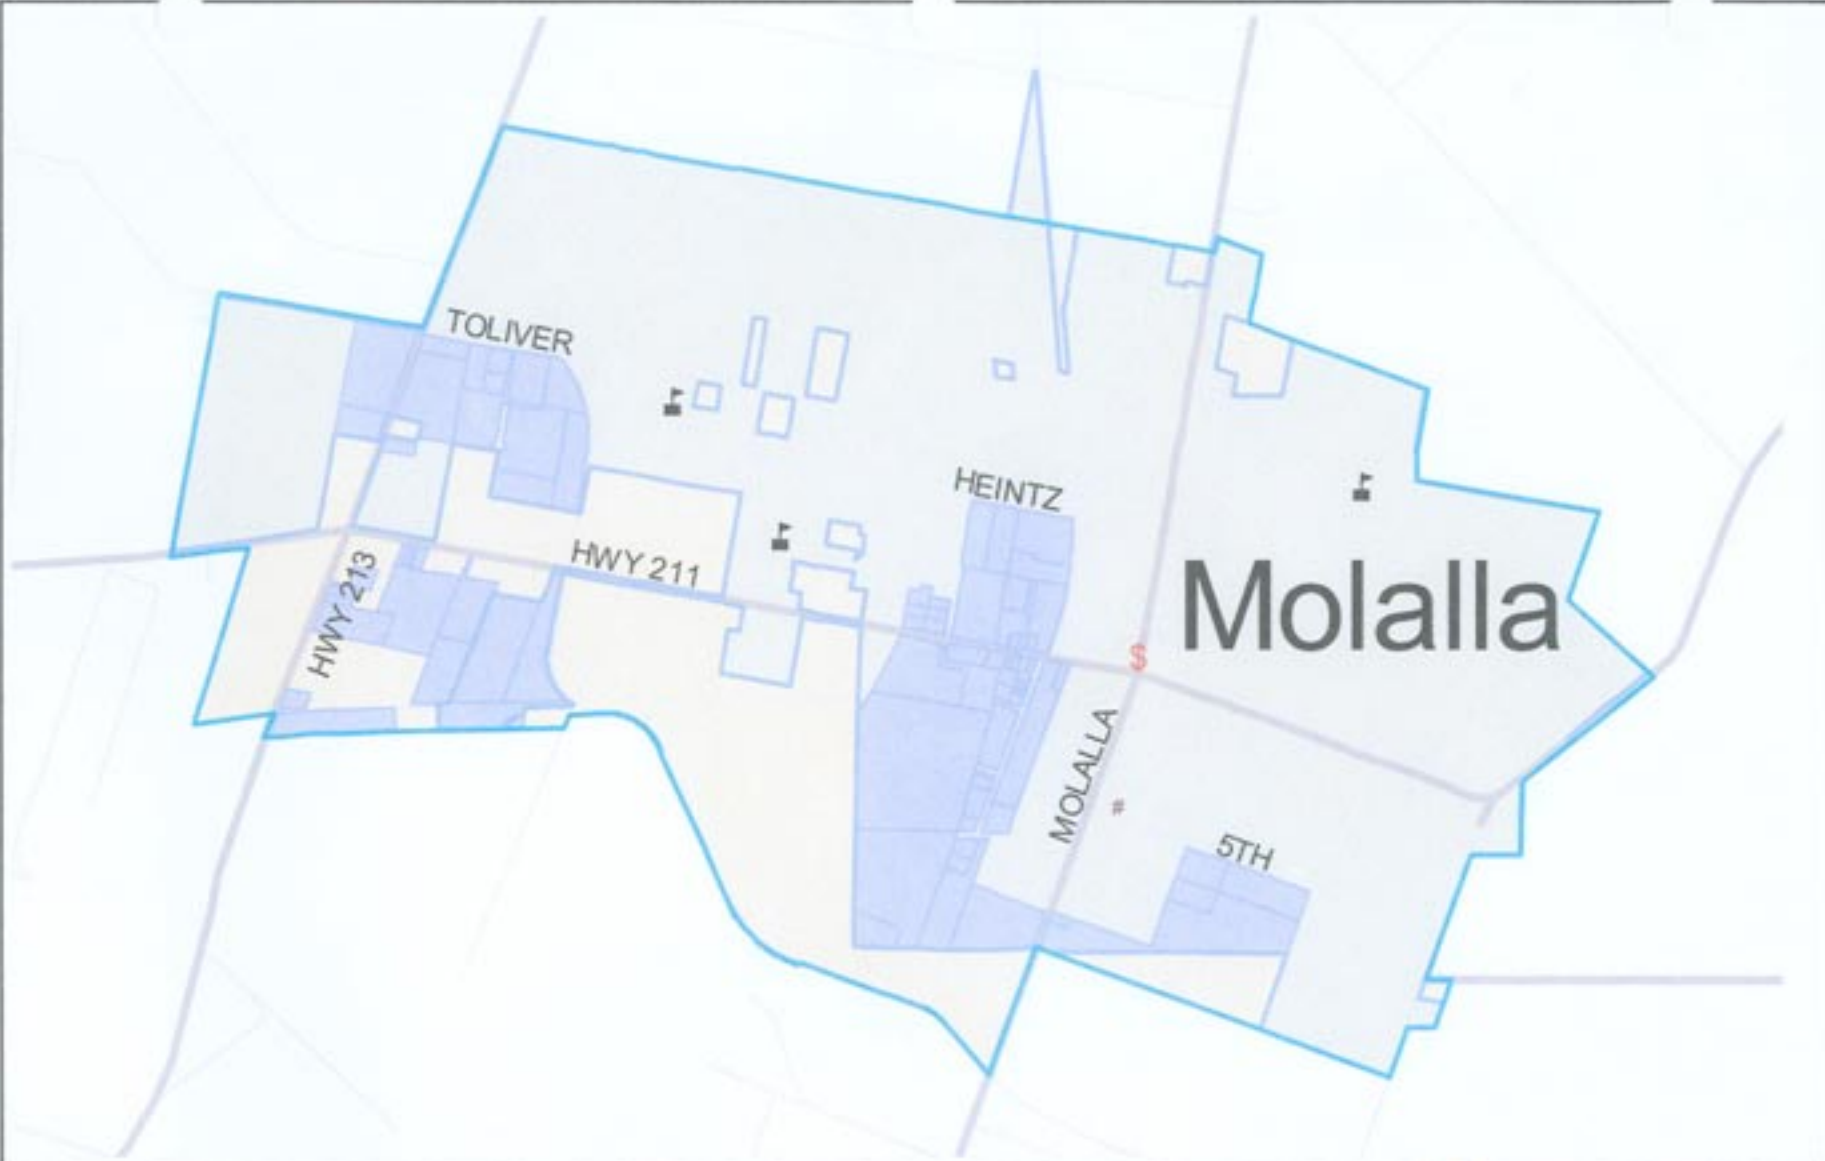 TOLIVER
HEINTZ
HWY 211
HWY 213
Molalla
$
MOLALLA
#
5TH